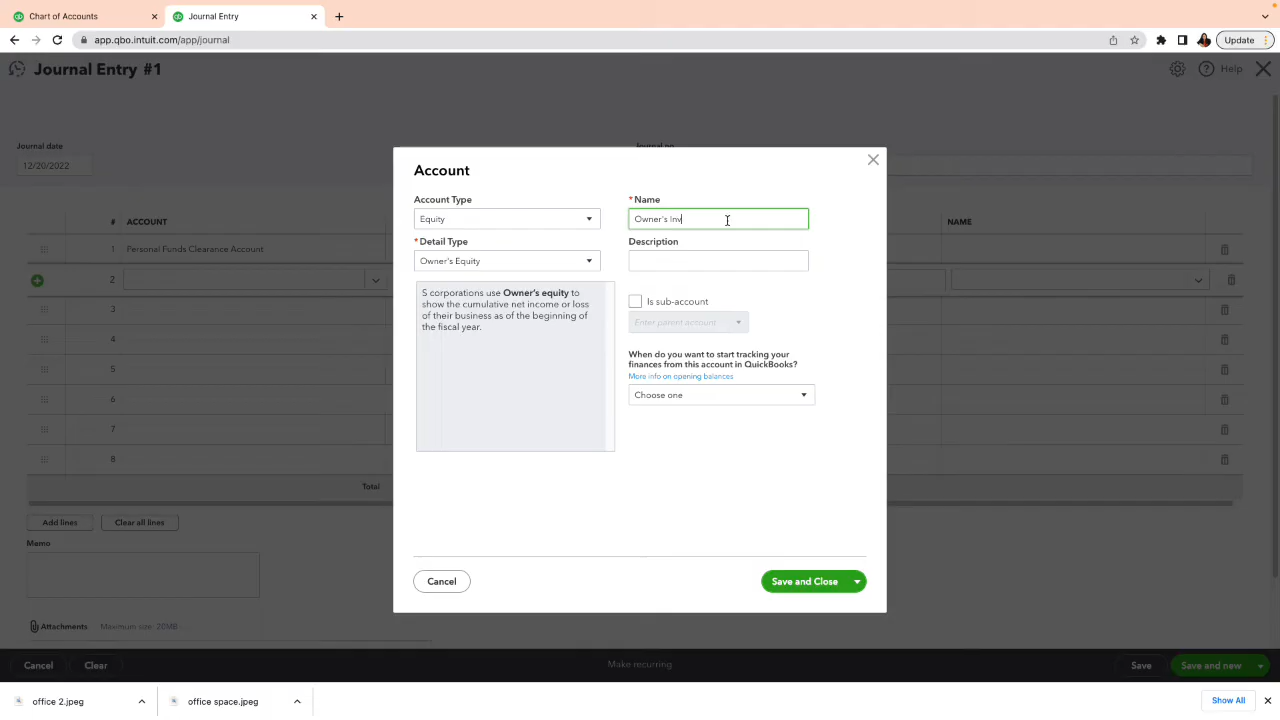 Chart of Accounts
Journal Entry
app.qbo.intuit.com/app/journal
Update
Journal Entry #1
Help
Journal date
Journal no.
12/20/2022
# ACCOUNT NAME
1 Personal Funds Clearance Account
2
3
4
5
6
7
8
Total
Add lines
Clear all lines
Memo
Attachments Maximum size: 20MB
Account
Account Type
Equity
* Name
Owner's Inv
* Detail Type
Owner's Equity
Description
S corporations use Owner's equity to
show the cumulative net income or loss
of their business as of the beginning of
the fiscal year.
Is sub-account
Enter parent account
When do you want to start tracking your
finances from this account in QuickBooks?
More info on opening balances
Choose one
Cancel
Save and Close
Cancel
Clear
Make recurring
Save
Save and new
office 2.jpeg
office space.jpeg
Show All